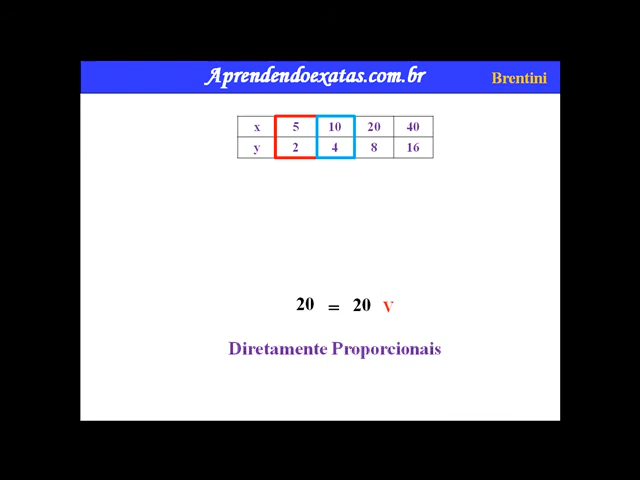 Aprendendoexatas.com.br
Brentini
x 5 10 20 40
y 2 4 8 16
20 = 20 V
Diretamente Proporcionais